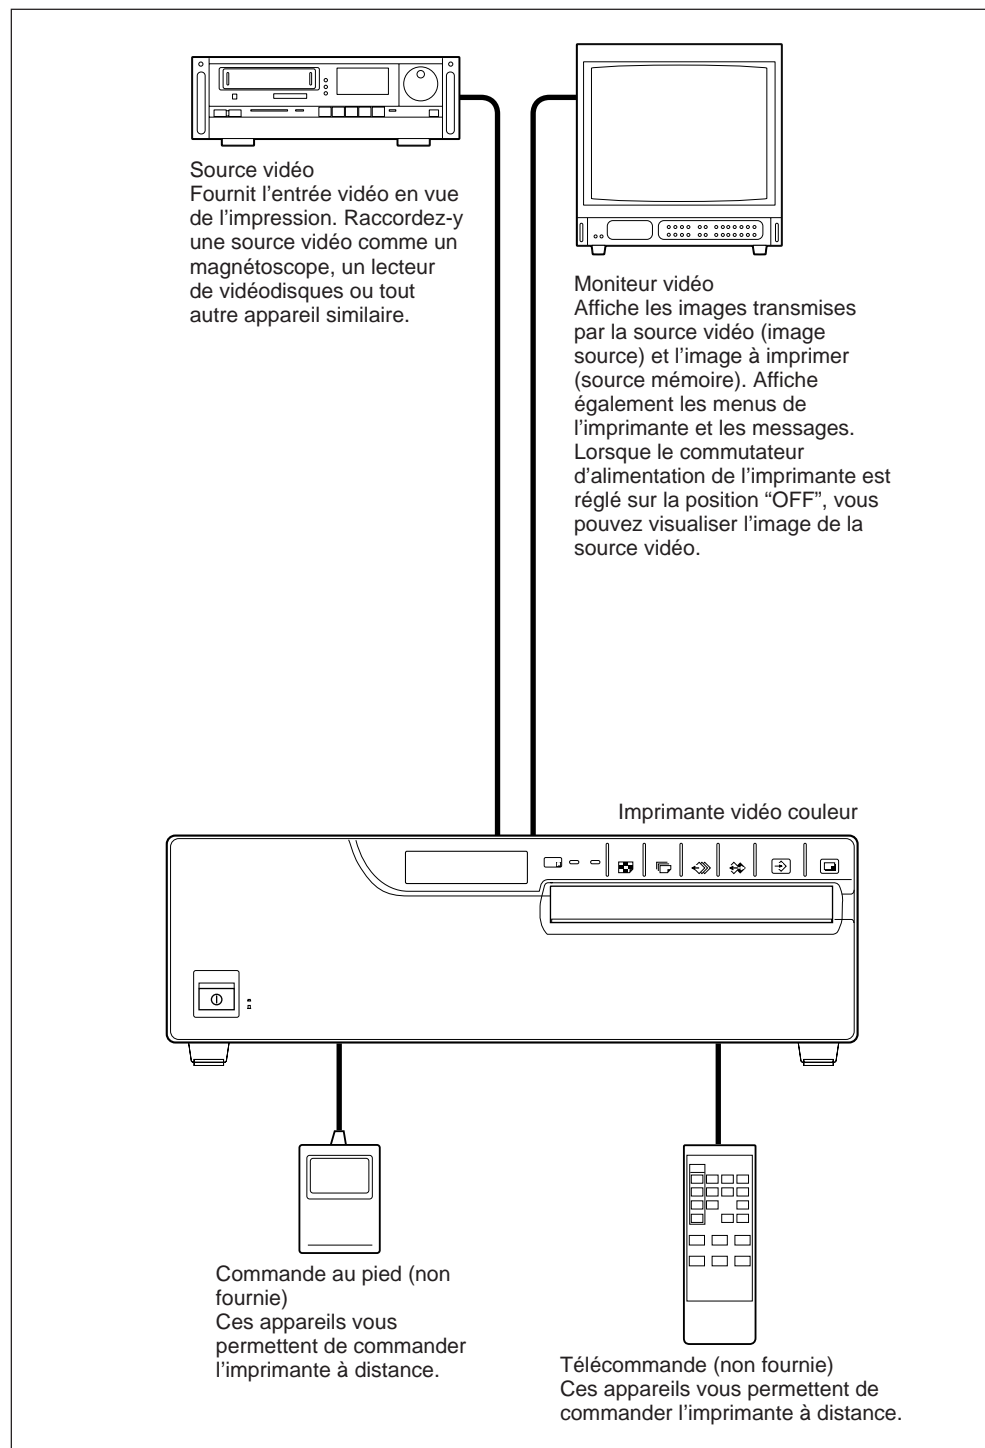 Source vidéo
Fournit l’entrée vidéo en vue
de l’impression. Raccordez-y
une source vidéo comme un
magnétoscope, un lecteur
de vidéodisques ou tout
autre appareil similaire.
Moniteur vidéo
Affiche les images transmises
par la source vidéo (image
source) et l’image à imprimer
(source mémoire). Affiche
également les menus de
l’imprimante et les messages.
Lorsque le commutateur
d’alimentation de l’imprimante est
réglé sur la position “OFF”, vous
pouvez visualiser l’image de la
source vidéo.
Imprimante vidéo couleur
Commande au pied (non
fournie)
Ces appareils vous
permettent de commander
l’imprimante à distance.
Télécommande (non fournie)
Ces appareils vous permettent de
commander l’imprimante à distance.